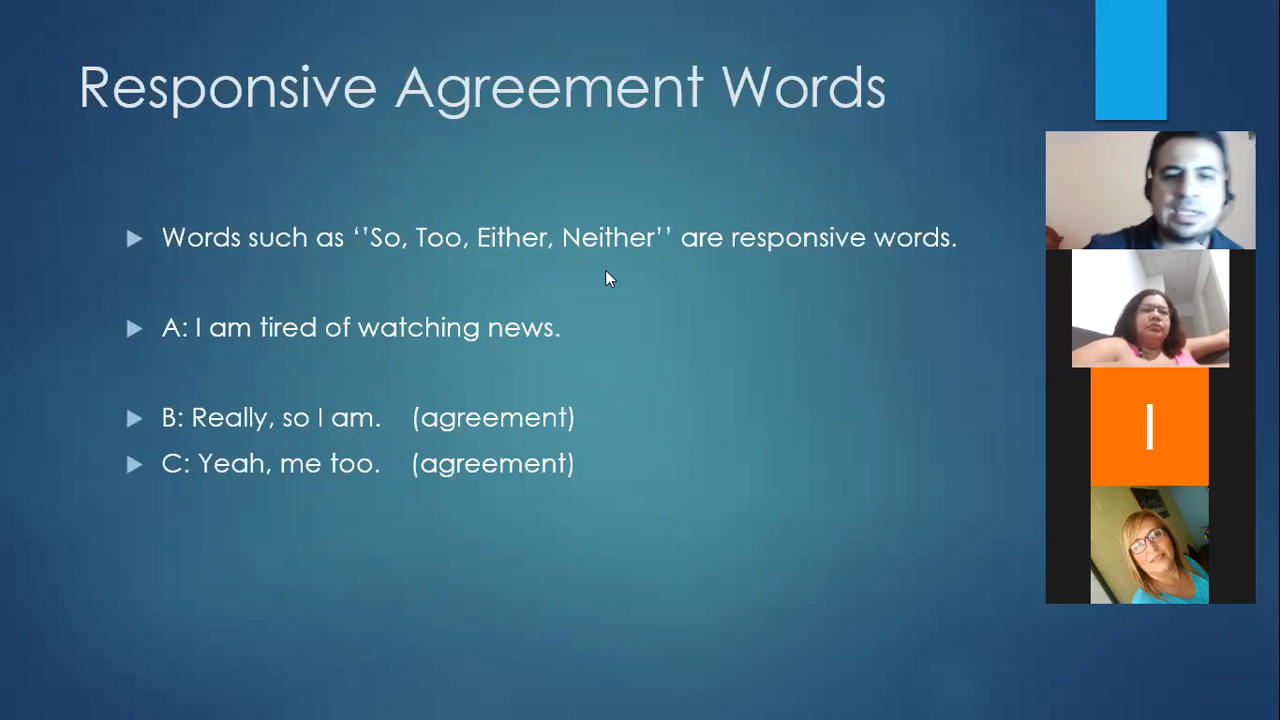 Responsive Agreement Words
Words such as ‘’So, Too, Either, Neither’’ are responsive words.
A: I am tired of watching news.
B: Really, so I am. (agreement)
C: Yeah, me too. (agreement)
I